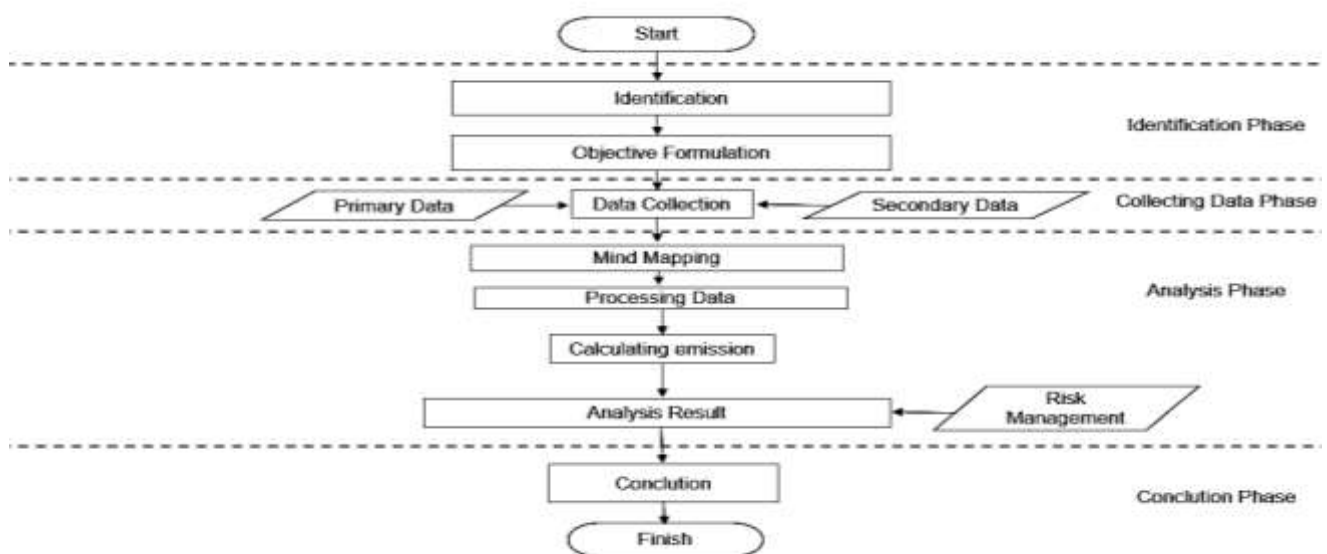 Start
Identification
Identification Phase
Objective Formulation
Primary Data
Data Collection
Secondary Data
Collecting Data Phase
Mind Mapping
Processing Data
Analysis Phase
Calculating emission
Analysis Result
Risk
Management
Conclution
Conclution Phase
Finish